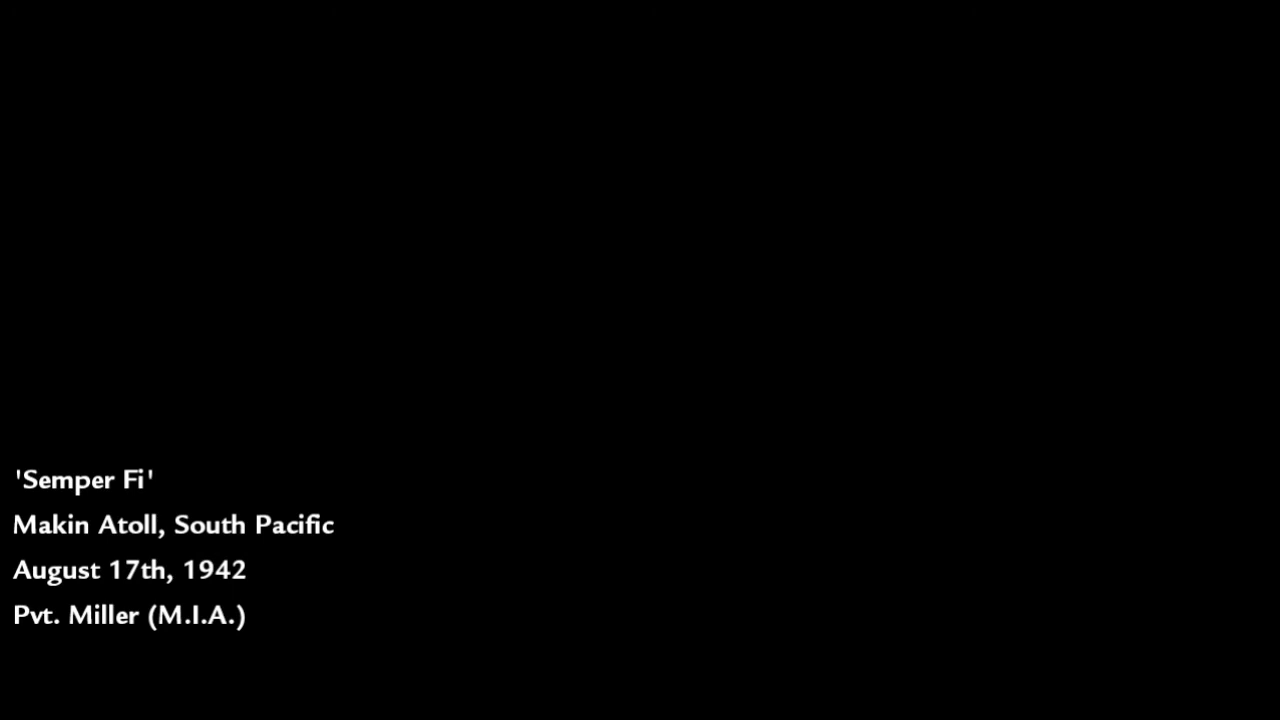 'Semper Fi'
Makin Atoll, South Pacific
August 17th, 1942
Pvt. Miller (M.I.A.)